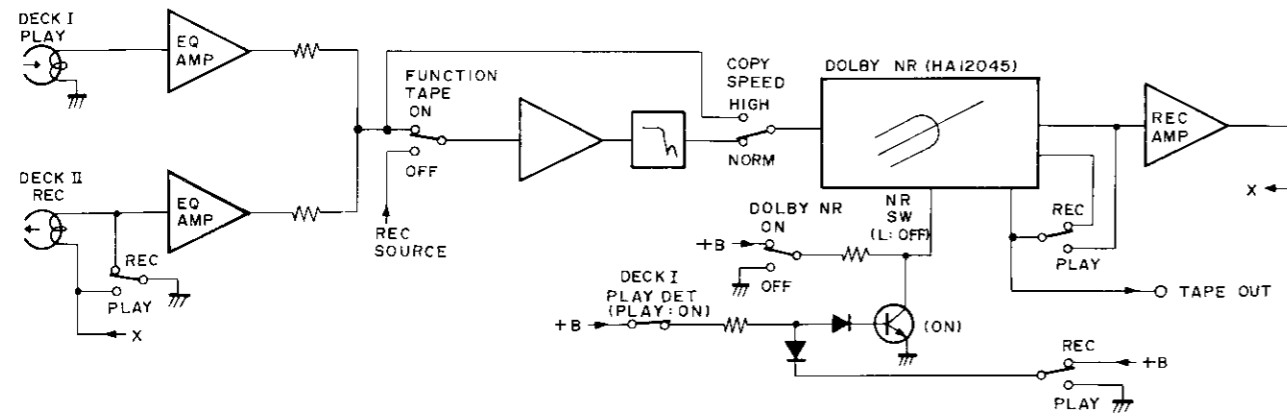 DECK I
PLAY
EQ
AMP
FUNCTION
TAPE
ON
OFF
REC
SOURCE
COPY
SPEED
HIGH
NORM
DOLBY NR (HA12045)
REC
AMP
X
DECK II
REC
EQ
AMP
REC
PLAY
X
DOLBY NR
ON
+B
OFF
NR
SW
(L: OFF)
REC
PLAY
TAPE OUT
DECK I
PLAY DET
(PLAY: ON)
+B
(ON)
REC
+B
PLAY